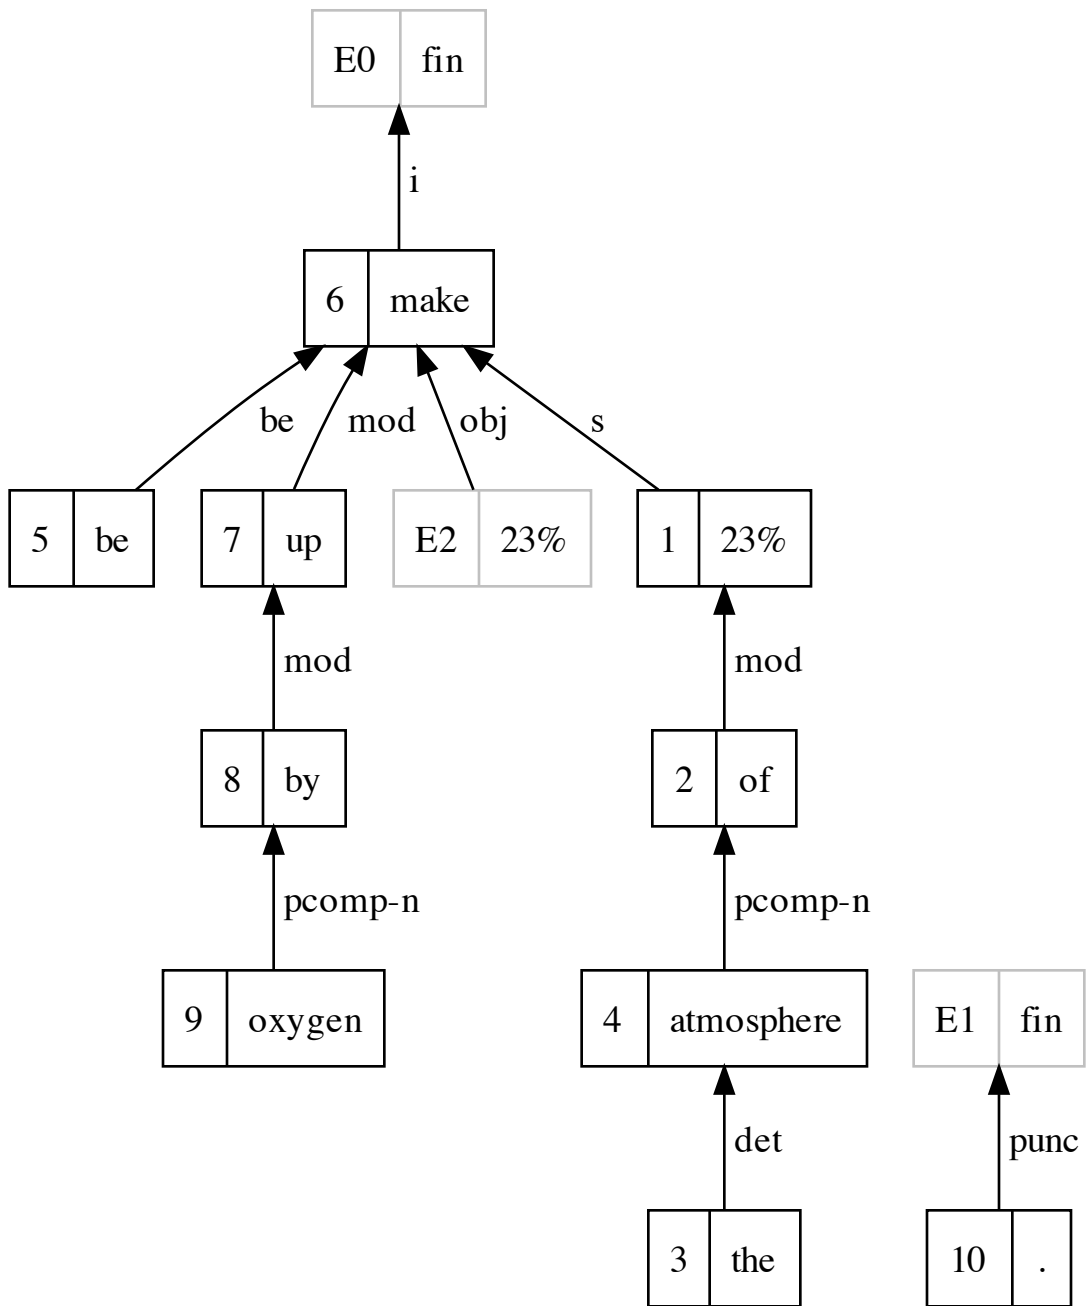 E0 fin
i
6 make
be mod obj s
5 be 7 up E2 23% 1 23%
mod mod
8 by 2 of
pcomp-n pcomp-n
9 oxygen 4 atmosphere E1 fin
det punc
3 the 10 .